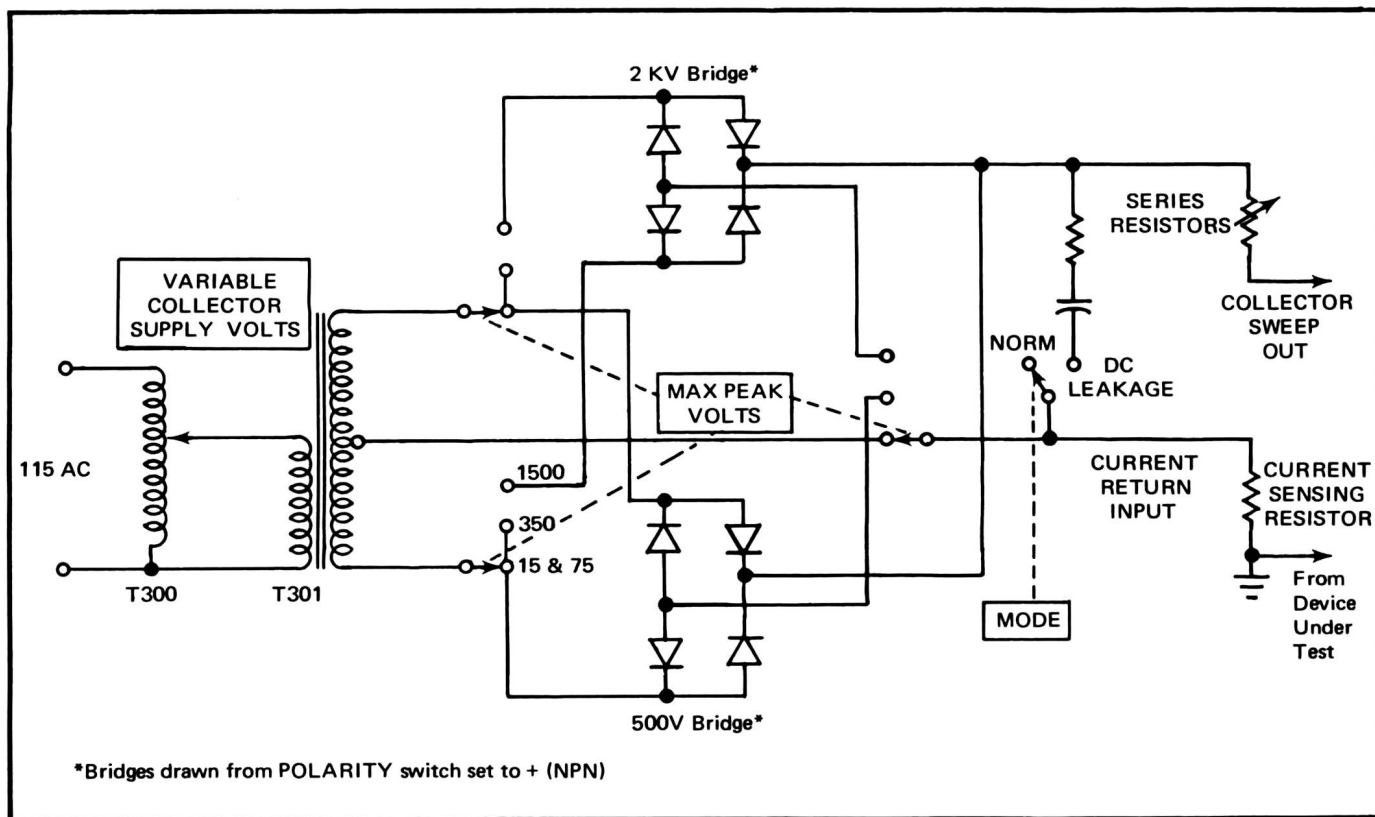 2 KV Bridge*
VARIABLE
COLLECTOR
SUPPLY VOLTS
SERIES
RESISTORS
COLLECTOR
SWEEP
OUT
NORM
DC
LEAKAGE
MAX PEAK
VOLTS
115 AC
1500
350
15 & 75
CURRENT
RETURN
INPUT
CURRENT
SENSING
RESISTOR
T300
T301
MODE
From
Device
Under
Test
500V Bridge*
*Bridges drawn from POLARITY switch set to + (NPN)